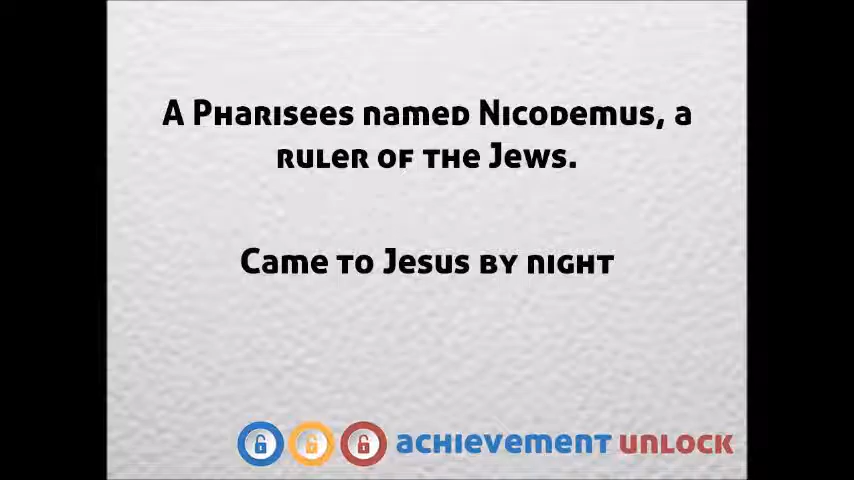 A Pharisees named Nicodemus, a
ruler of the Jews.
Came to Jesus by night
achievement unlock